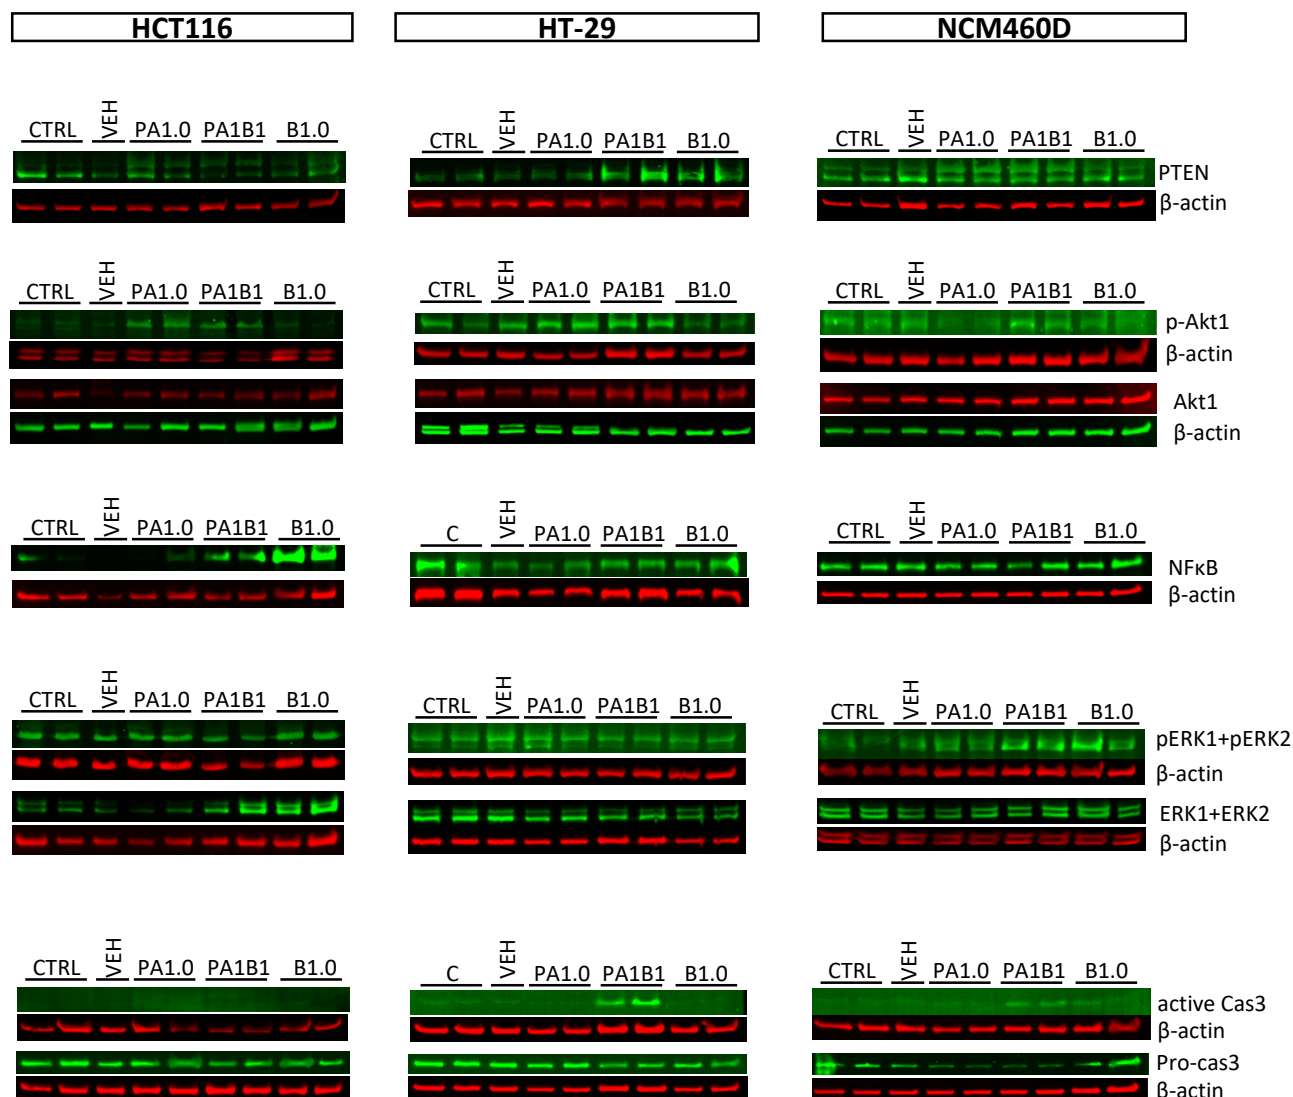 HCT116 HT-29 NCM460D
CTRL VEH PA1.0 PA1B1 B1.0 CTRL VEH PA1.0 PA1B1 B1.0 CTRL VEH PA1.0 PA1B1 B1.0
PTEN
β-actin
CTRL VEH PA1.0 PA1B1 B1.0 CTRL VEH PA1.0 PA1B1 B1.0 CTRL VEH PA1.0 PA1B1 B1.0
p-Akt1
β-actin
Akt1
β-actin
CTRL VEH PA1.0 PA1B1 B1.0 C VEH PA1.0 PA1B1 B1.0 CTRL VEH PA1.0 PA1B1 B1.0
NFκB
β-actin
CTRL VEH PA1.0 PA1B1 B1.0 CTRL VEH PA1.0 PA1B1 B1.0 CTRL VEH PA1.0 PA1B1 B1.0
pERK1+pERK2
β-actin
ERK1+ERK2
β-actin
CTRL VEH PA1.0 PA1B1 B1.0 C VEH PA1.0 PA1B1 B1.0 CTRL VEH PA1.0 PA1B1 B1.0
active Cas3
β-actin
Pro-cas3
β-actin